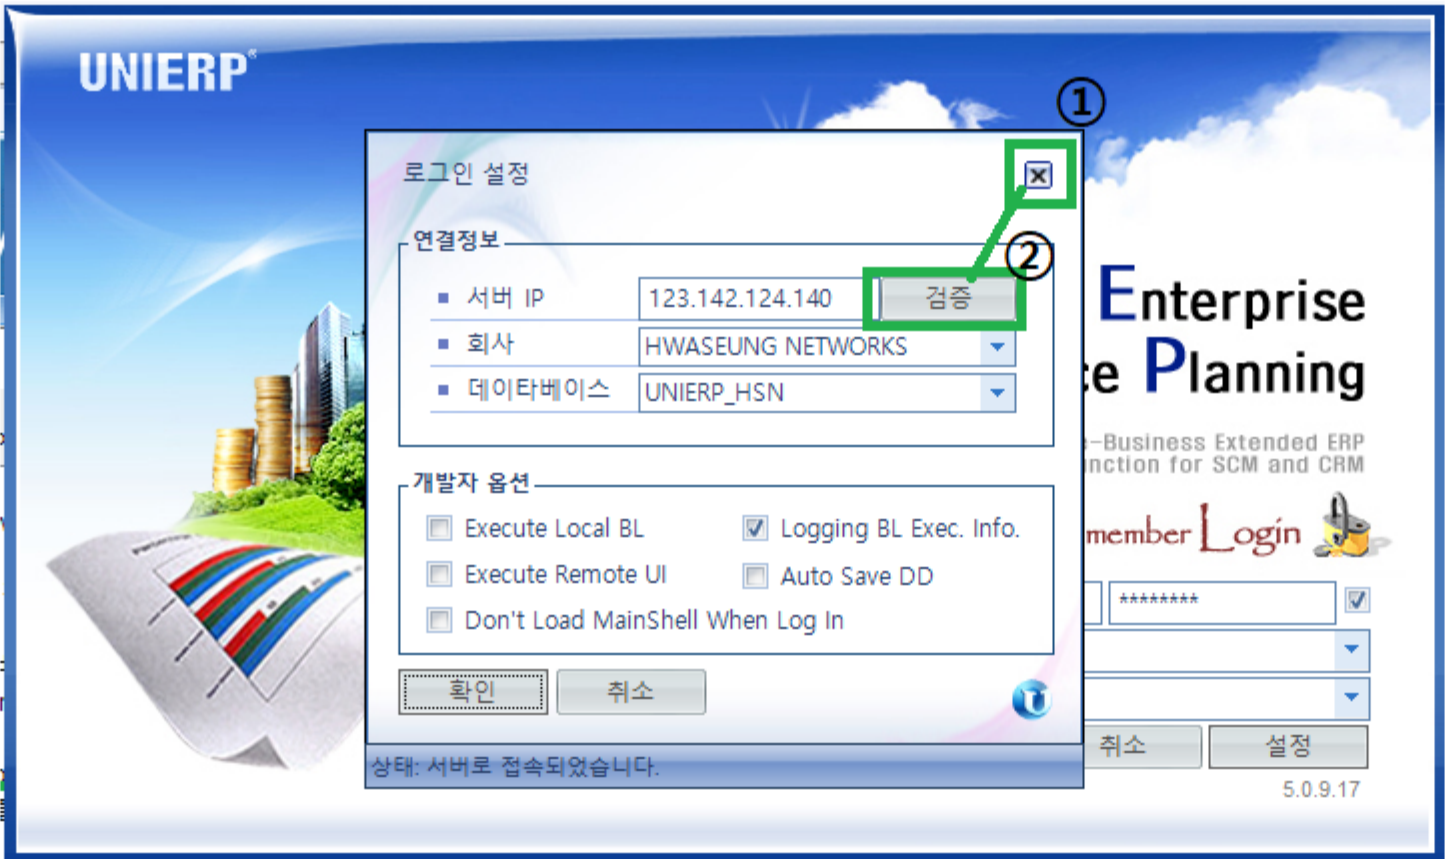 UNIERP®
①
로그인 설정
연결정보
②
서버 IP 123.142.124.140 검증
회사 HWASEUNG NETWORKS
데이타베이스 UNIERP_HSN
Enterprise
ce Planning
e-Business Extended ERP
unction for SCM and CRM
개발자 옵션
Execute Local BL Logging BL Exec. Info.
Execute Remote UI Auto Save DD
Don't Load MainShell When Log In
member Login
********
확인 취소
취소 설정
상태: 서버로 접속되었습니다.
5.0.9.17